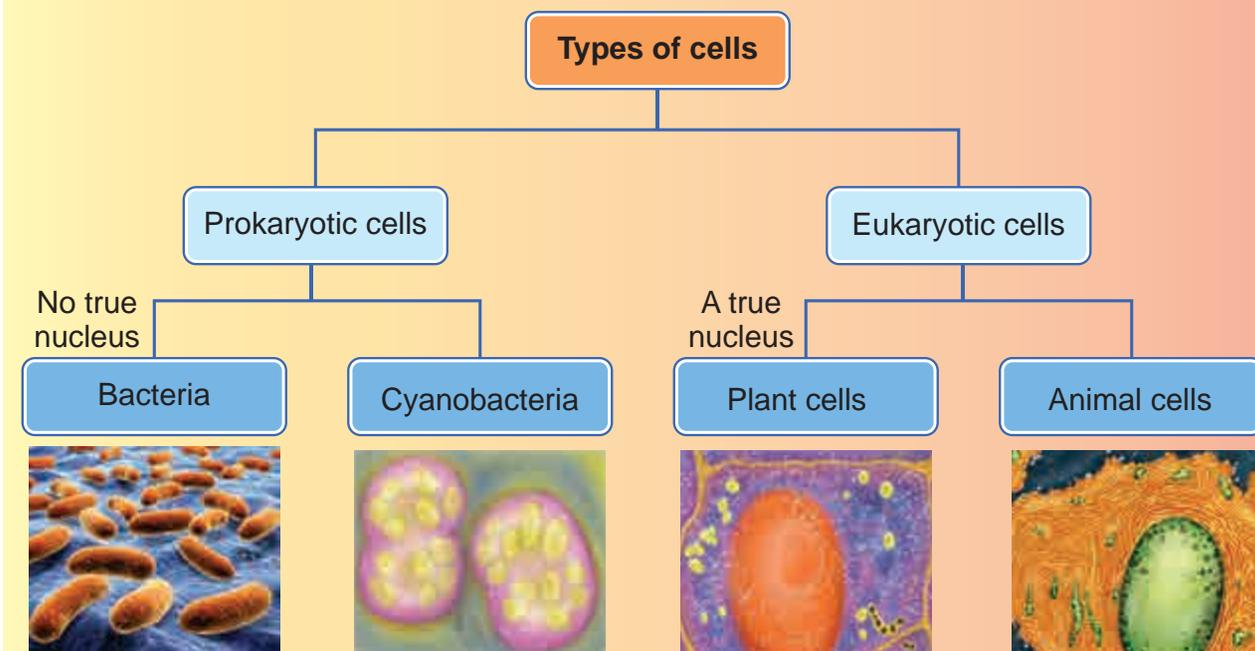 Types of cells
Prokaryotic cells
Eukaryotic cells
No true
nucleus
A true
nucleus
Bacteria
Cyanobacteria
Plant cells
Animal cells